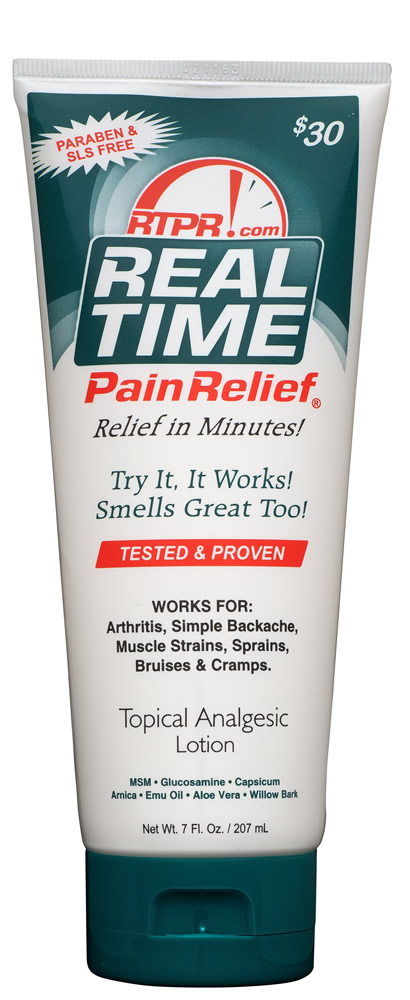 PARABEN &
SLS FREE
$30
RTPR!.com
REAL
TIME
Pain Relief®
Relief in Minutes!
Try It, It Works!
Smells Great Too!
TESTED & PROVEN
WORKS FOR:
Arthritis, Simple Backache,
Muscle Strains, Sprains,
Bruises & Cramps.
Topical Analgesic
Lotion
MSM • Glucosamine • Capsicum
Arnica • Emu Oil • Aloe Vera • Willow Bark
Net Wt. 7 Fl. Oz. / 207 mL